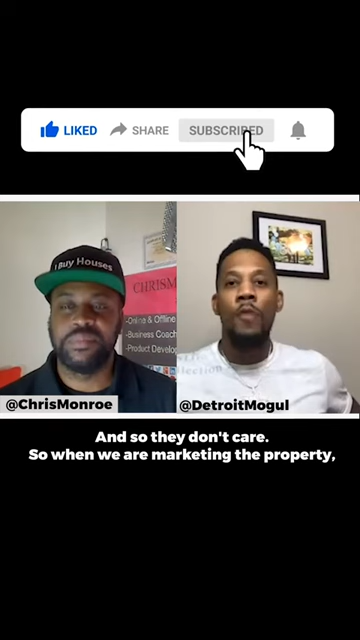 LIKED
SHARE
SUBSCRIBED
I Buy Houses
CHRISM
-Online & Offline
-Business Coach
-Product Develop
@ChrisMonroe
@DetroitMogul
And so they don't care.
So when we are marketing the property,